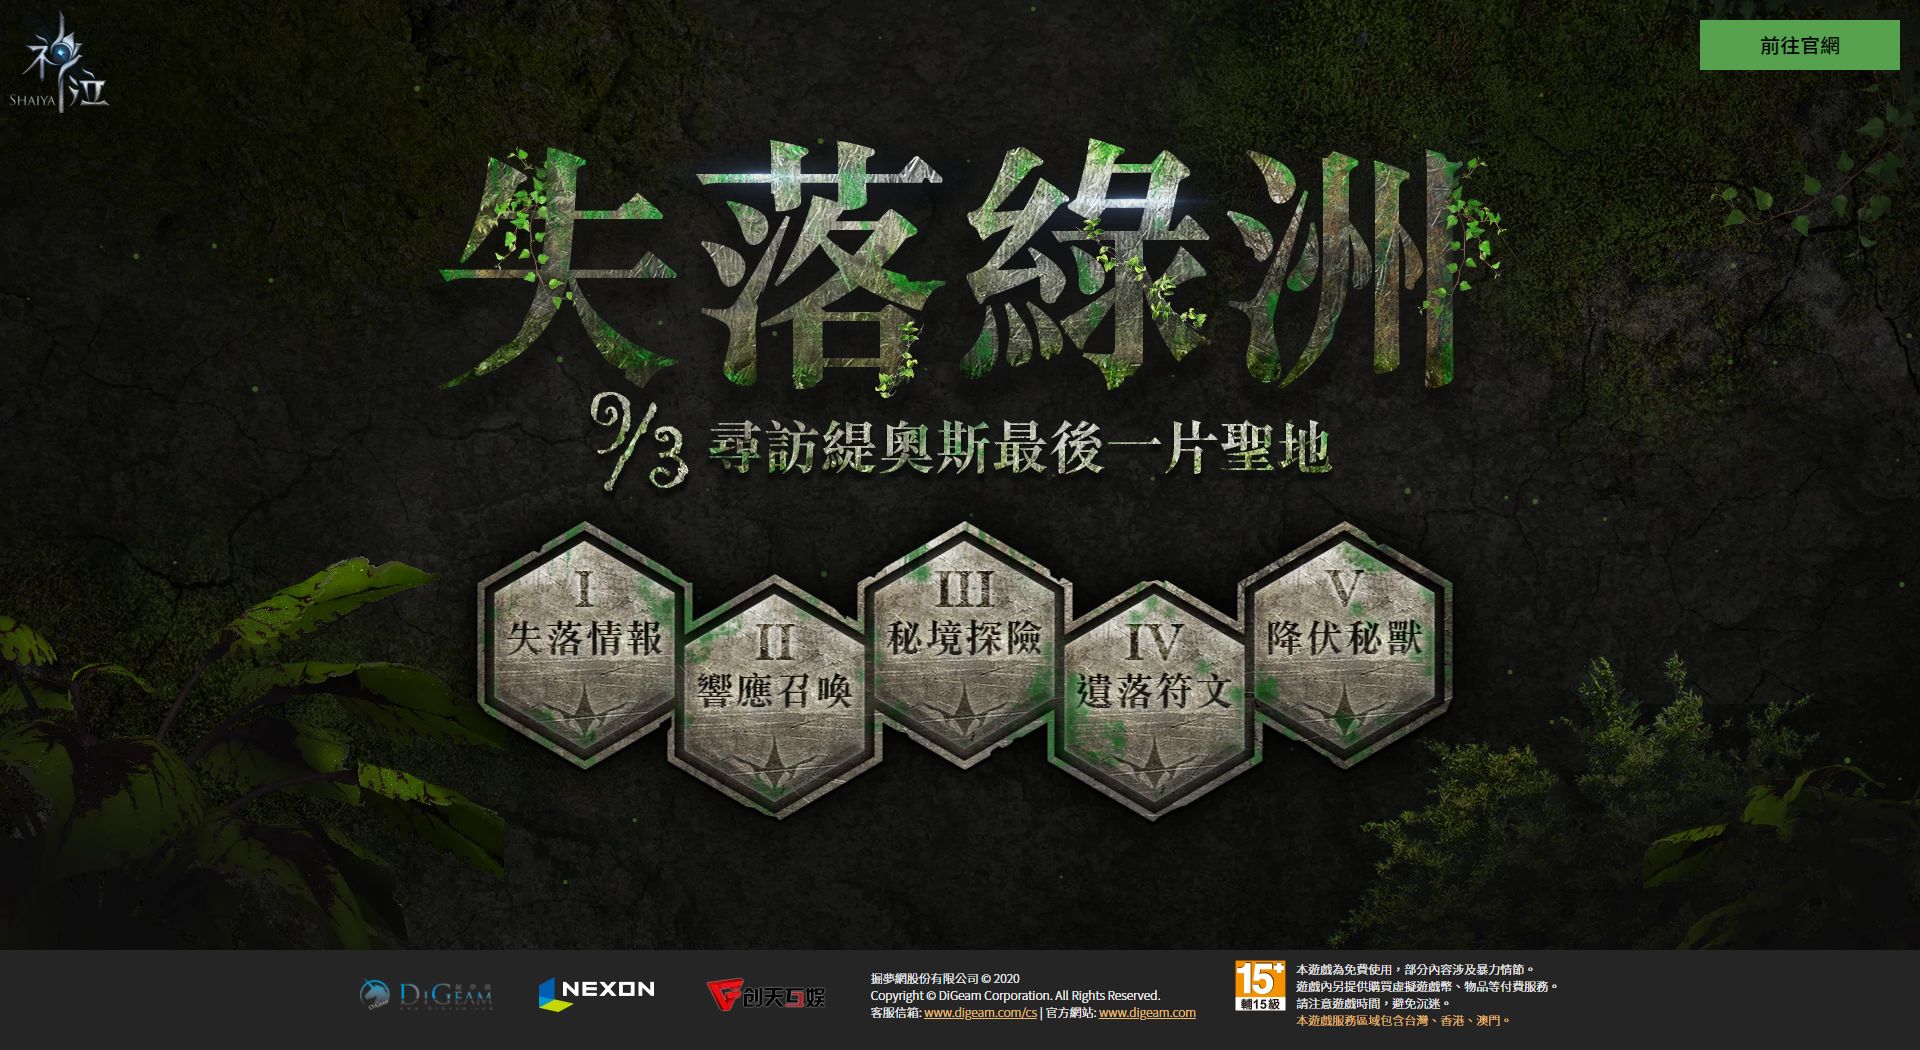 神泣
SHAIYA
前往官網
失落綠洲
9/3 尋訪緹奧斯最後一片聖地
I
失落情報
II
響應召喚
III
秘境探險
IV
遺落符文
V
降伏秘獸
DiGeam
NEXON
创天互娱
掘夢網股份有限公司 © 2020
Copyright © DiGeam Corporation. All Rights Reserved.
客服信箱: www.digeam.com/cs | 官方網站: www.digeam.com
15+
輔15級
本遊戲為免費使用，部分內容涉及暴力情節。
遊戲內另提供購買虛擬遊戲幣、物品等付費服務。
請注意遊戲時間，避免沉迷。
本遊戲服務區域包含台灣、香港、澳門。